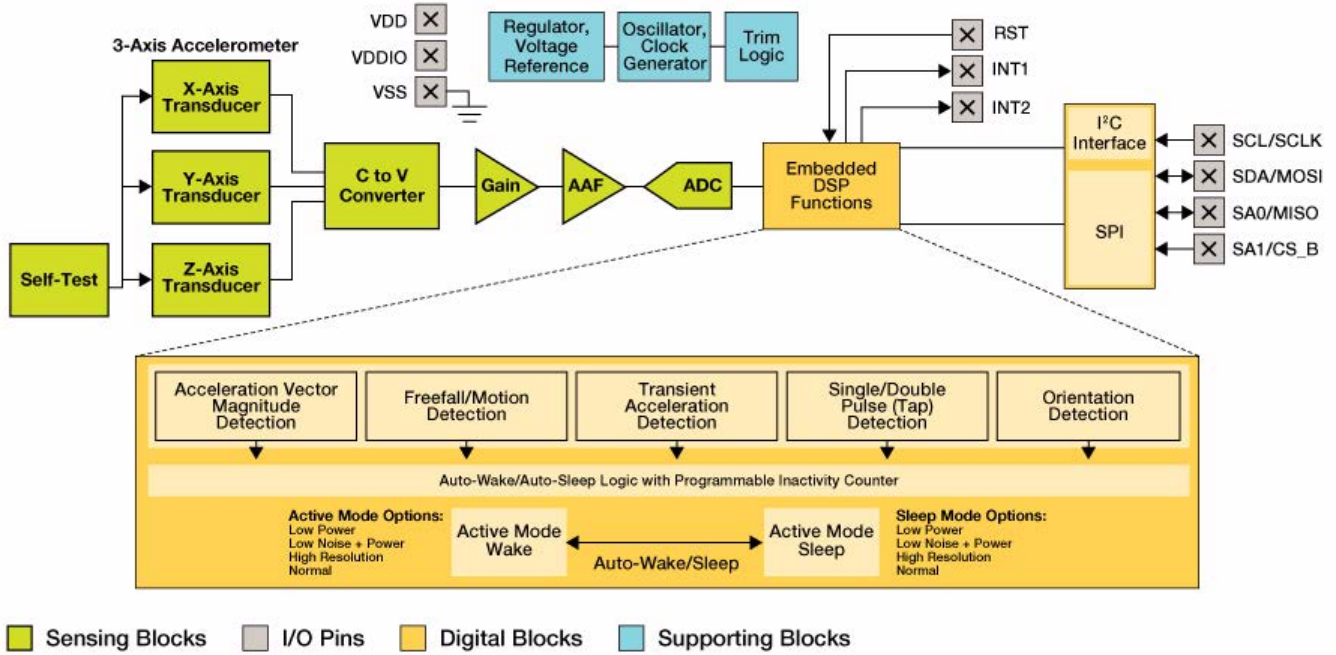 3-Axis Accelerometer
X-Axis
Transducer
Y-Axis
Transducer
Z-Axis
Transducer
Self-Test
VDD
VDDIO
VSS
Regulator,
Voltage
Reference
Oscillator,
Clock
Generator
Trim
Logic
RST
INT1
INT2
C to V
Converter
Gain
AAF
ADC
Embedded
DSP
Functions
I²C
Interface
SPI
SCL/SCLK
SDA/MOSI
SA0/MISO
SA1/CS_B
Acceleration Vector
Magnitude
Detection
Freefall/Motion
Detection
Transient
Acceleration
Detection
Single/Double
Pulse (Tap)
Detection
Orientation
Detection
Auto-Wake/Auto-Sleep Logic with Programmable Inactivity Counter
Active Mode Options:
Low Power
Low Noise + Power
High Resolution
Normal
Active Mode
Wake
Auto-Wake/Sleep
Active Mode
Sleep
Sleep Mode Options:
Low Power
Low Noise + Power
High Resolution
Normal
Sensing Blocks
I/O Pins
Digital Blocks
Supporting Blocks